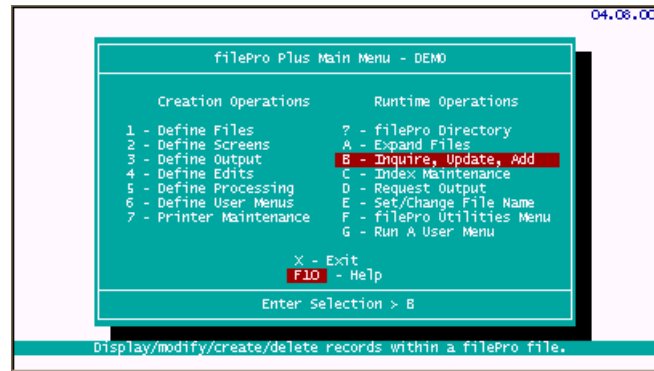 04.08.00
filePro Plus Main Menu - DEMO
Creation Operations
Runtime Operations
1 - Define Files
2 - Define Screens
3 - Define Output
4 - Define Edits
5 - Define Processing
6 - Define User Menus
7 - Printer Maintenance
? - filePro Directory
A - Expand Files
B - Inquire, Update, Add
C - Index Maintenance
D - Request Output
E - Set/Change File Name
F - filePro Utilities Menu
G - Run A User Menu
X - Exit
F10 - Help
Enter Selection > B
Display/modify/create/delete records within a filePro file.